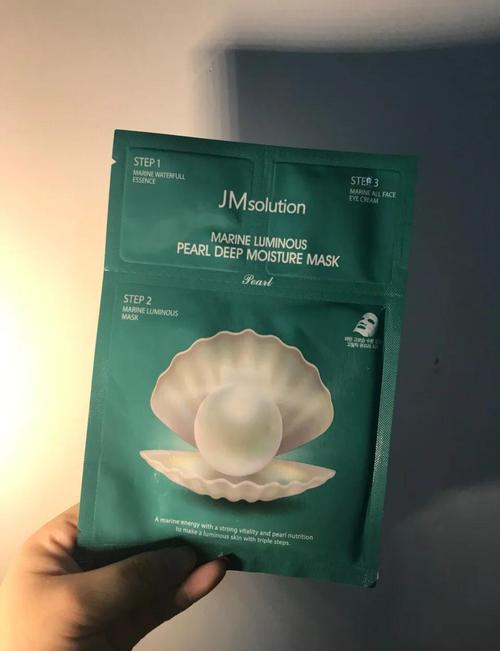 STEP 1
MARINE WATERFULL
ESSENCE
STEP 3
MARINE ALL FACE
EYE CREAM
JMsolution
MARINE LUMINOUS
PEARL DEEP MOISTURE MASK
Pearl
STEP 2
MARINE LUMINOUS
MASK
A marine energy with a strong vitality and pearl nutrition
to make a luminous skin with triple steps.